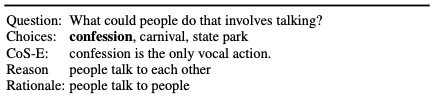 Question: What could people do that involves talking?
Choices: confession, carnival, state park
CoS-E: confession is the only vocal action.
Reason people talk to each other
Rationale: people talk to people